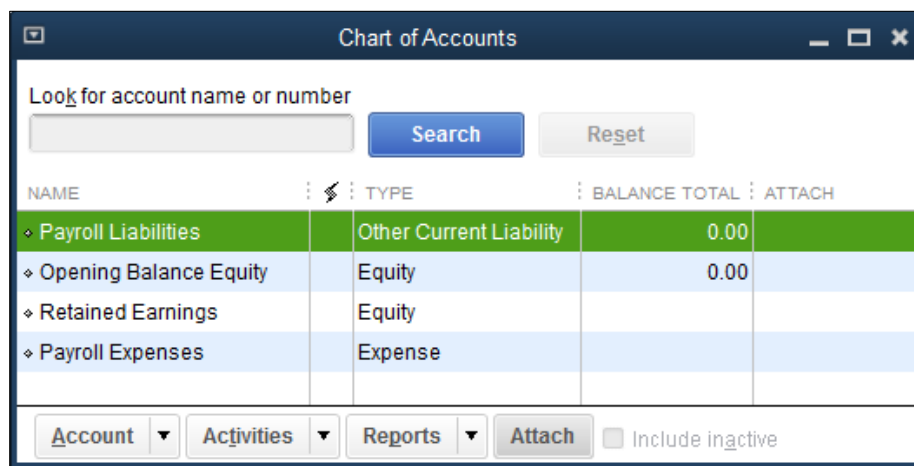 Chart of Accounts
Look for account name or number
Search Reset
NAME TYPE BALANCE TOTAL ATTACH
Payroll Liabilities Other Current Liability 0.00
Opening Balance Equity Equity 0.00
Retained Earnings Equity
Payroll Expenses Expense
Account Activities Reports Attach Include inactive